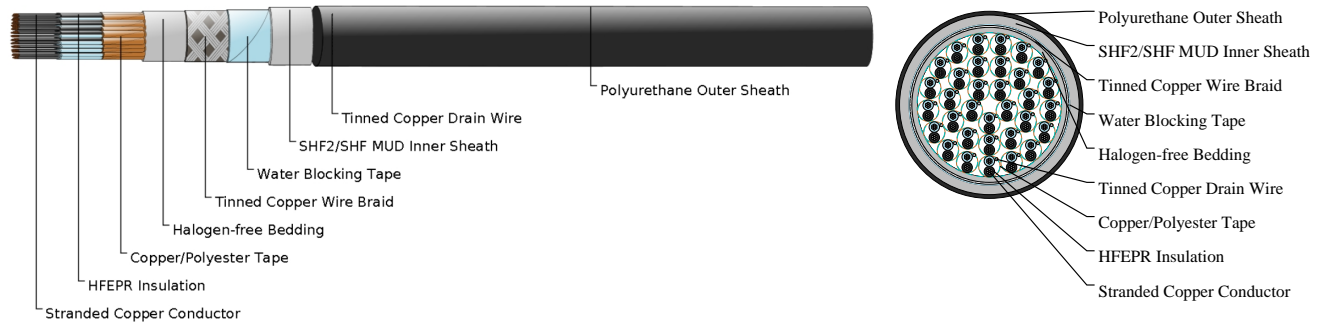 Polyurethane Outer Sheath
Tinned Copper Drain Wire
SHF2/SHF MUD Inner Sheath
Water Blocking Tape
Tinned Copper Wire Braid
Halogen-free Bedding
Copper/Polyester Tape
HFEPR Insulation
Stranded Copper Conductor
Polyurethane Outer Sheath
SHF2/SHF MUD Inner Sheath
Tinned Copper Wire Braid
Water Blocking Tape
Halogen-free Bedding
Tinned Copper Drain Wire
Copper/Polyester Tape
HFEPR Insulation
Stranded Copper Conductor